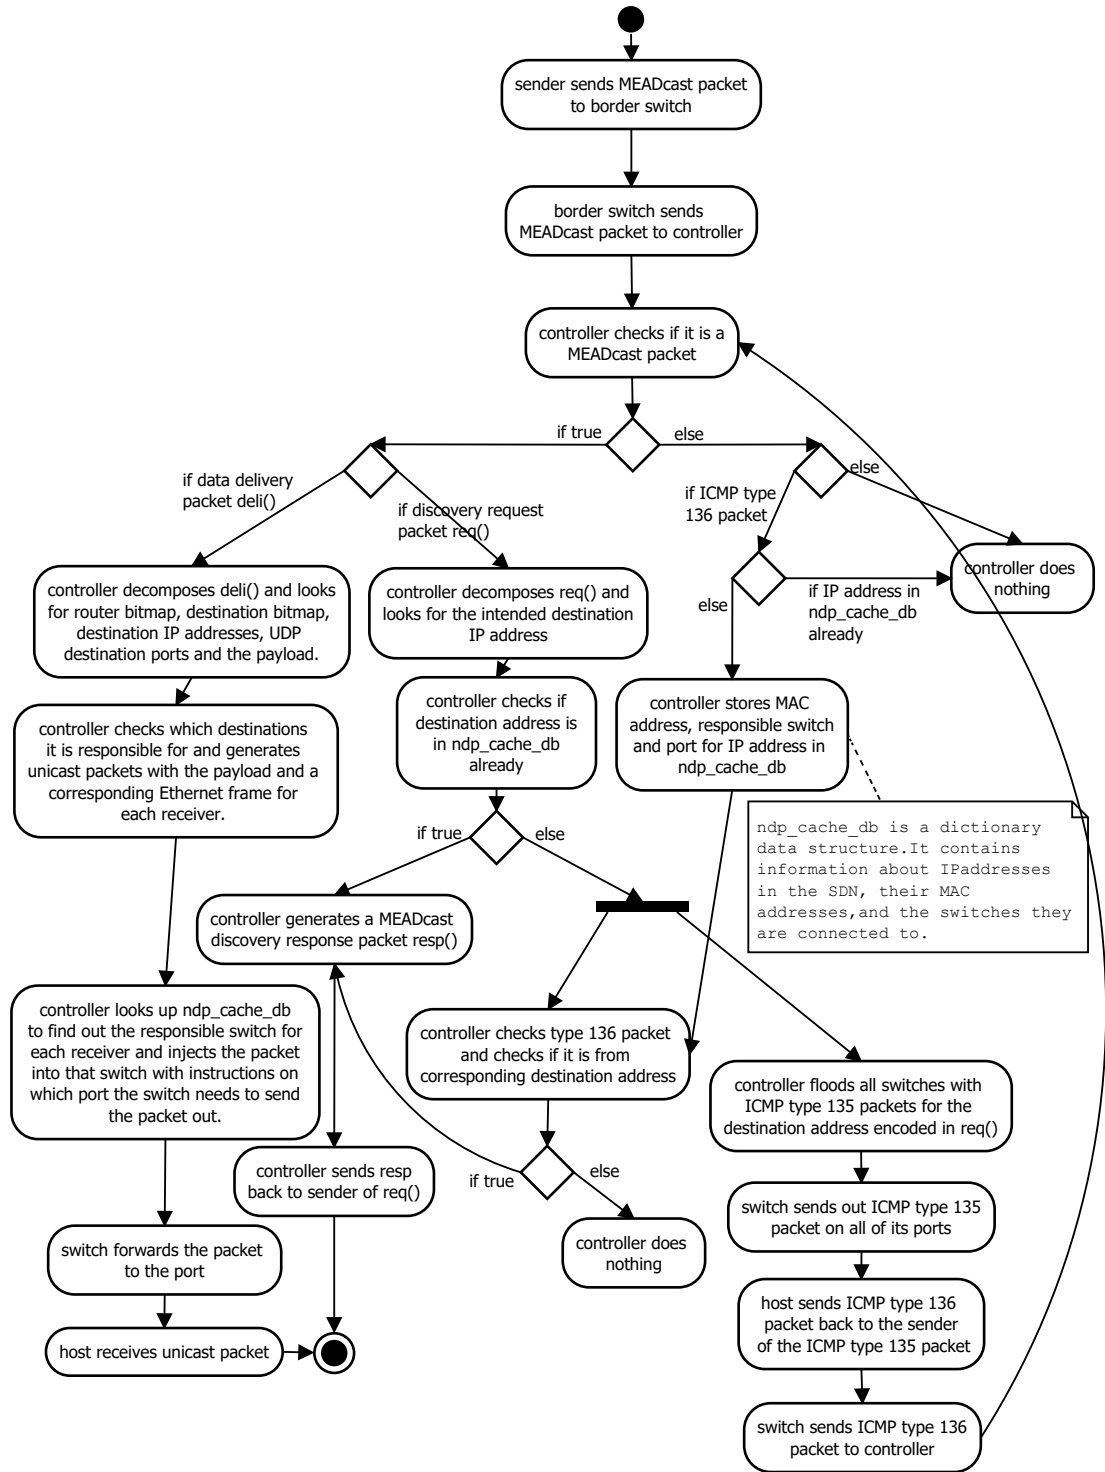 sender sends MEADcast packet
to border switch
border switch sends
MEADcast packet to controller
controller checks if it is a
MEADcast packet
if true
else
if data delivery
packet deli()
if discovery request
packet req()
if ICMP type
136 packet
else
controller decomposes deli() and looks
for router bitmap, destination bitmap,
destination IP addresses, UDP
destination ports and the payload.
controller decomposes req() and
looks for the intended destination
IP address
else
if IP address in
ndp_cache_db
already
controller does
nothing
controller checks which destinations
it is responsible for and generates
unicast packets with the payload and a
corresponding Ethernet frame for
each receiver.
controller checks if
destination address is
in ndp_cache_db
already
controller stores MAC
address, responsible switch
and port for IP address in
ndp_cache_db
if true
else
ndp_cache_db is a dictionary
data structure.It contains
information about IPaddresses
in the SDN, their MAC
addresses,and the switches they
are connected to.
controller generates a MEADcast
discovery response packet resp()
controller looks up ndp_cache_db
to find out the responsible switch for
each receiver and injects the packet
into that switch with instructions on
which port the switch needs to send
the packet out.
controller checks type 136 packet
and checks if it is from
corresponding destination address
controller floods all switches with
ICMP type 135 packets for the
destination address encoded in req()
controller sends resp
back to sender of req()
if true
else
switch sends out ICMP type 135
packet on all of its ports
switch forwards the packet
to the port
controller does
nothing
host sends ICMP type 136
packet back to the sender
of the ICMP type 135 packet
host receives unicast packet
switch sends ICMP type 136
packet to controller